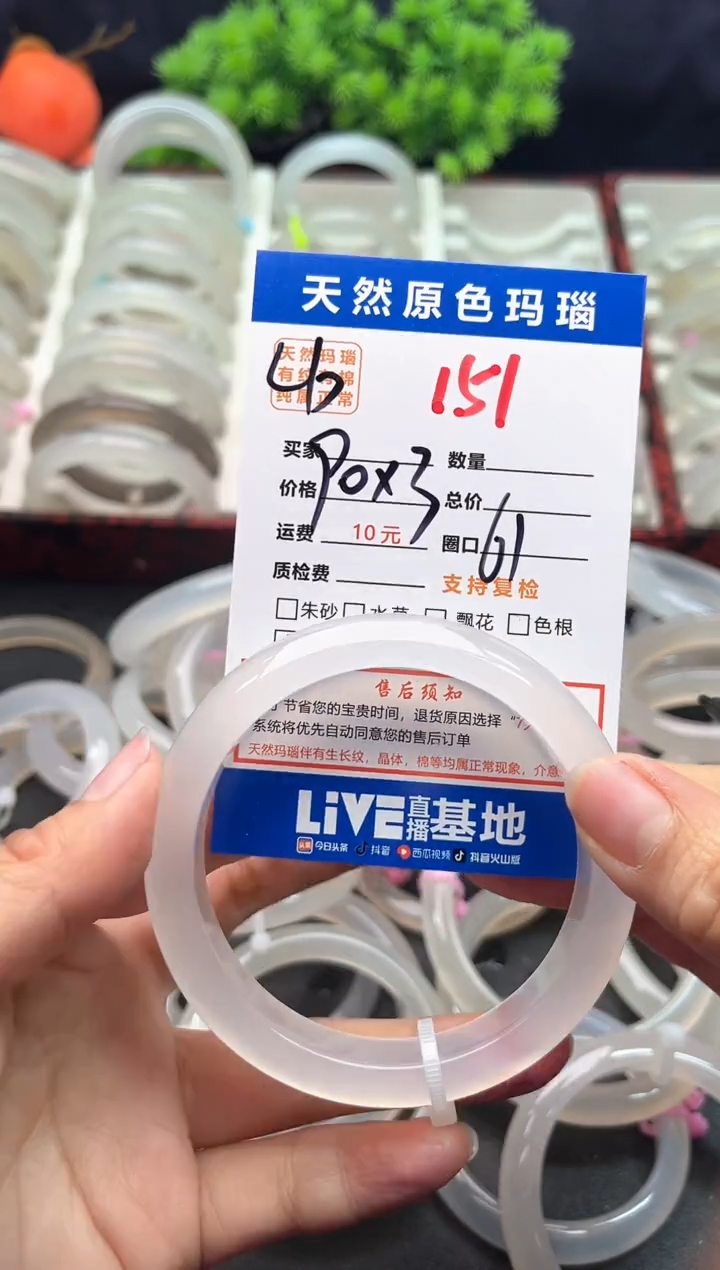 天然原色玛瑙
天然玛瑙
有纹有棉
纯属正常
151
买家 数量
价格 90x3 总价
运费 10元 圈口 61
质检费 支持复检
朱砂 水草 飘花 色根
售后须知
节省您的宝贵时间，退货原因选择
系统将优先自动同意您的售后订单
天然玛瑙伴有生长纹，晶体，棉等均属正常现象，介意
LiVE直播基地
头条 今日头条 抖音 西瓜视频 抖音火山版